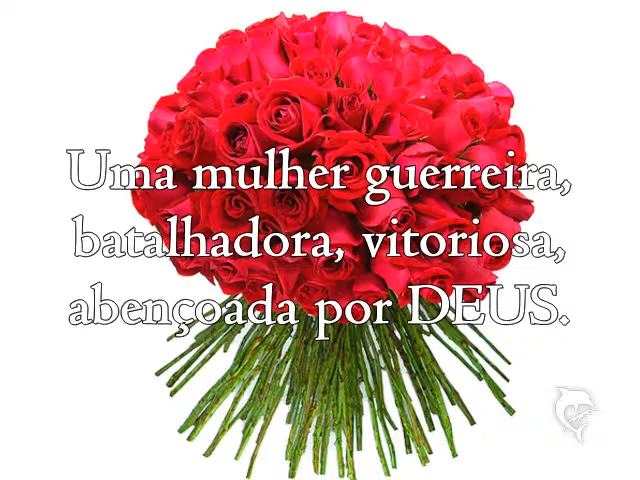 Uma mulher guerreira,
batalhadora, vitoriosa,
abençoada por DEUS.